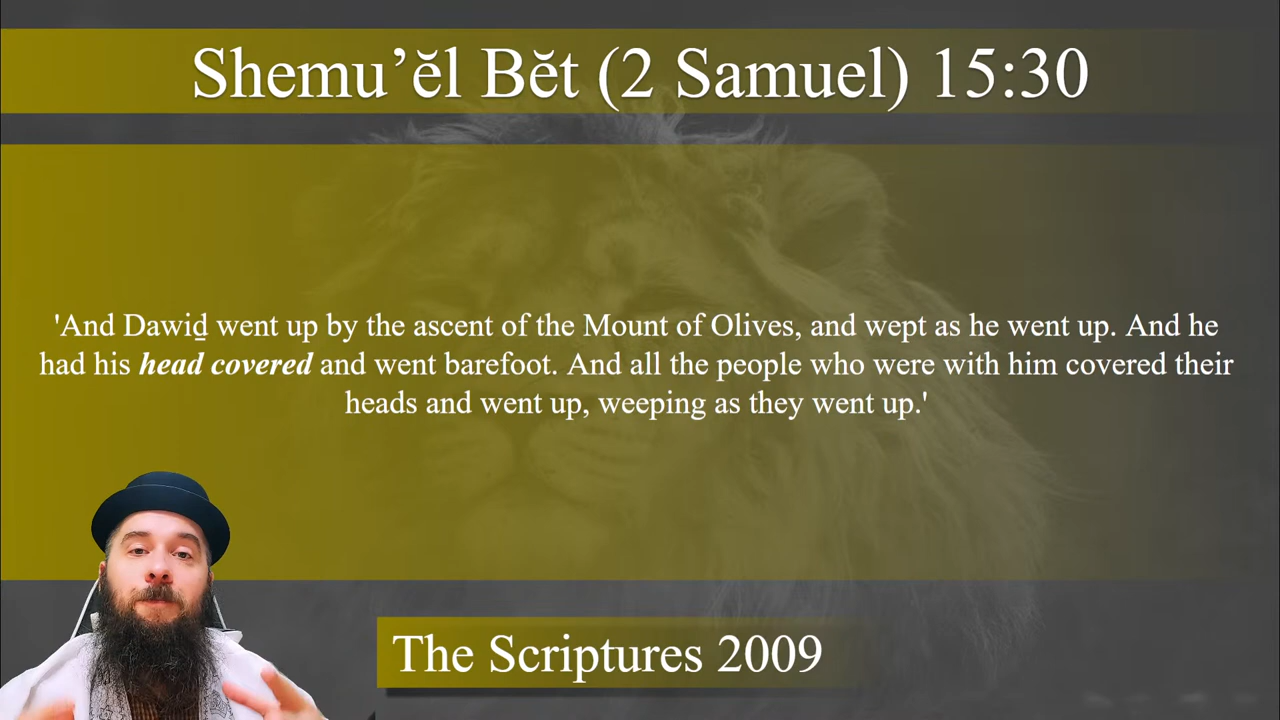 Shemu’ĕl Bĕt (2 Samuel) 15:30
'And Dawiḏ went up by the ascent of the Mount of Olives, and wept as he went up. And he
had his head covered and went barefoot. And all the people who were with him covered their
heads and went up, weeping as they went up.'
The Scriptures 2009